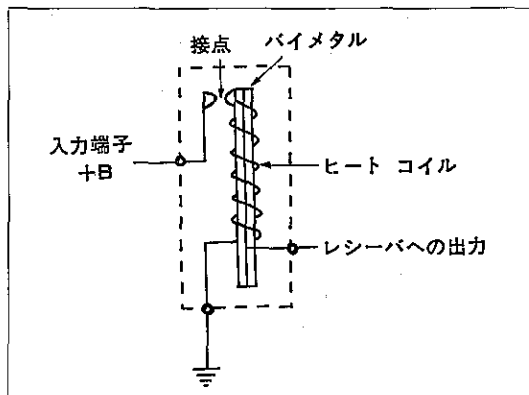 バイメタル
接点
入力端子
+B
ヒート コイル
レシーバへの出力